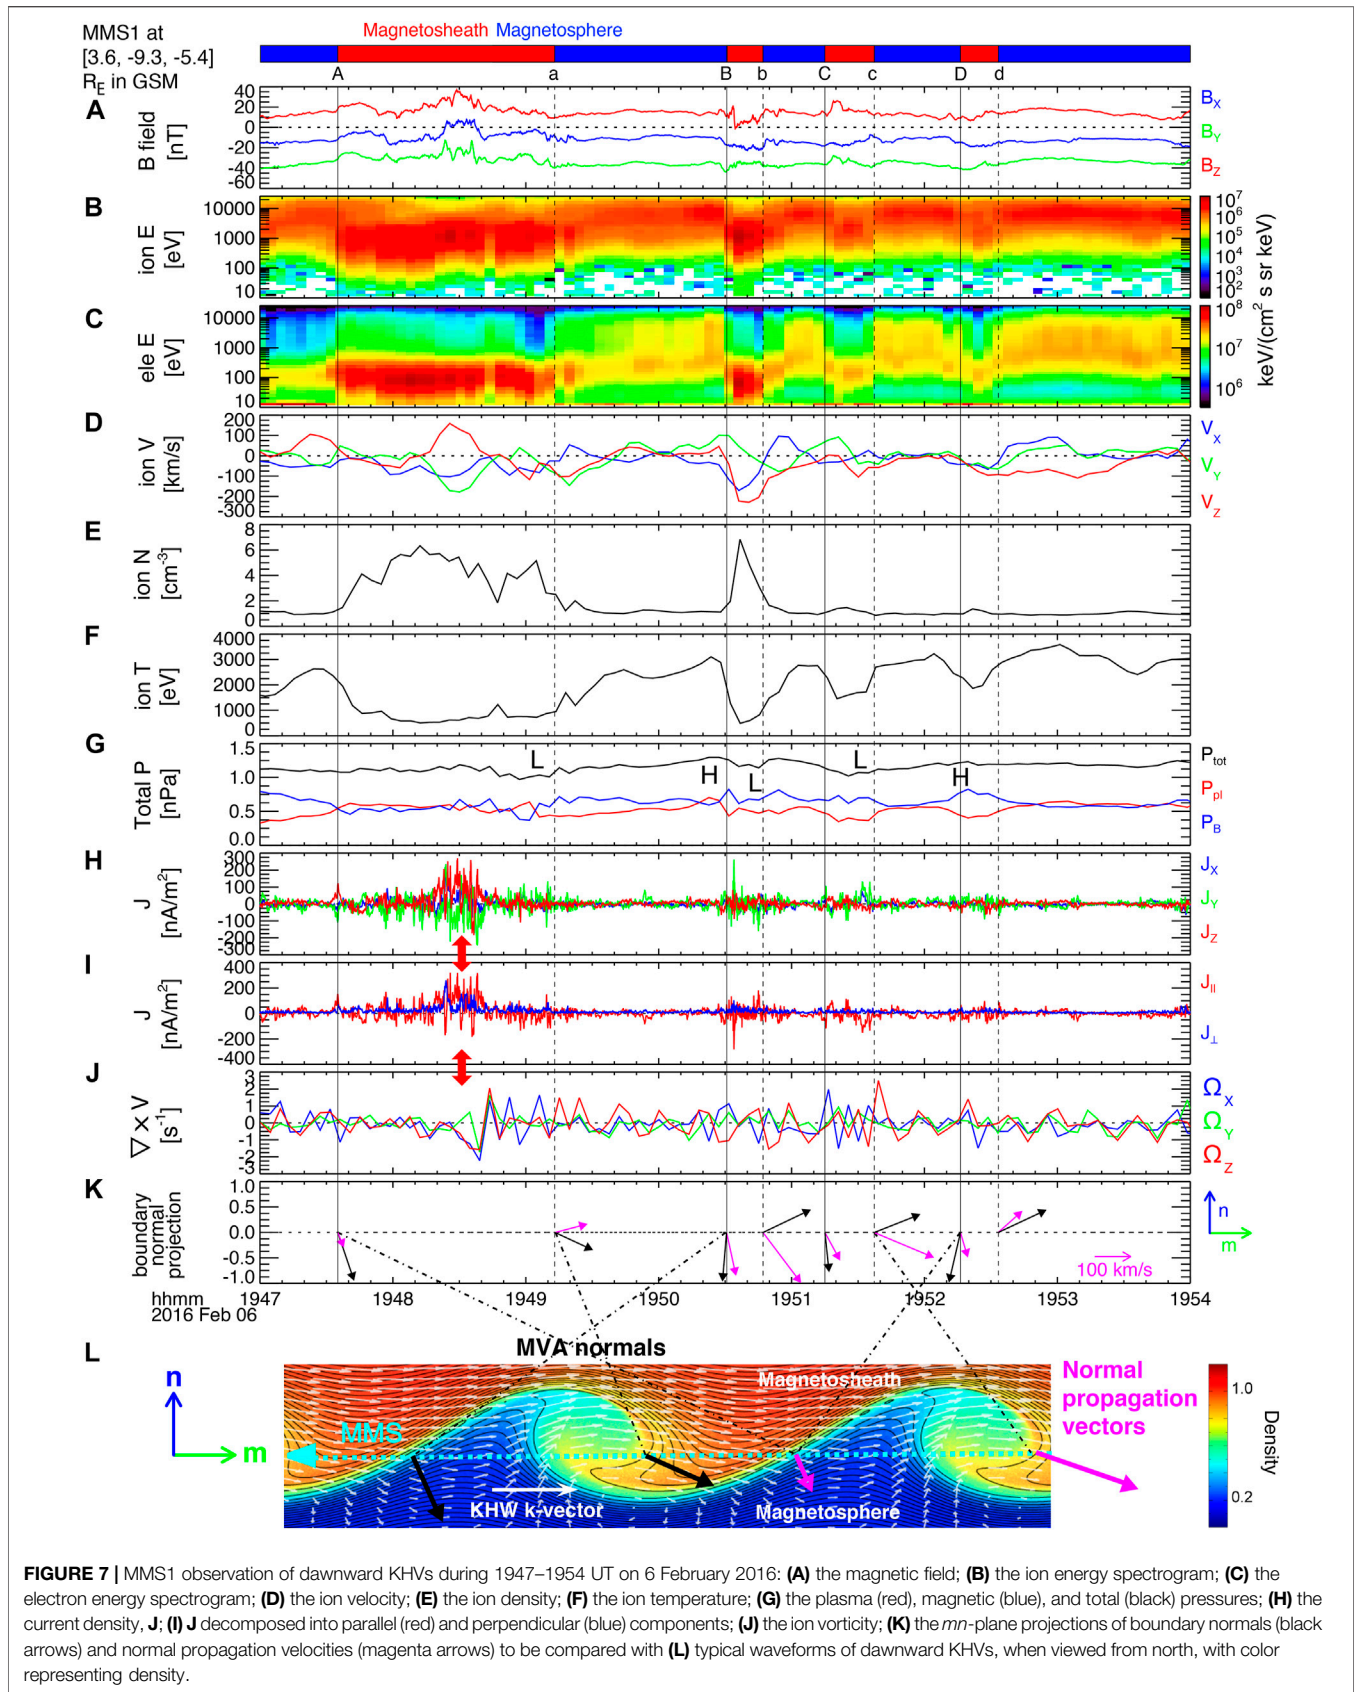 MMS1 at
[3.6, -9.3, -5.4]
R_E in GSM
Magnetosheath Magnetosphere
A a B b C c D d
A
B field
[nT]
40
20
0
-20
-40
-60
B_X
B_Y
B_Z
B
ion E
[eV]
10000
1000
100
10
10^7
10^6
10^5
10^4
10^3
10^2
C
ele E
[eV]
10000
1000
100
10
10^8
10^7
10^6
keV/(cm^2 s sr keV)
D
ion V
[km/s]
200
100
0
-100
-200
-300
V_X
V_Y
V_Z
E
ion N
[cm^-3]
8
6
4
2
0
F
ion T
[eV]
4000
3000
2000
1000
0
G
Total P
[nPa]
1.5
1.0
0.5
0.0
L H L L H
P_tot
P_pl
P_B
H
J
[nA/m^2]
300
200
100
0
-100
-200
-300
J_X
J_Y
J_Z
I
J
[nA/m^2]
400
200
0
-200
-400
J_||
J_⊥
J
∇×V
[s^-1]
3
2
1
0
-1
-2
-3
Ω_X
Ω_Y
Ω_Z
K
boundary
normal
projection
1.0
0.5
0.0
-0.5
-1.0
n
m
100 km/s
hhmm
2016 Feb 06
1947 1948 1949 1950 1951 1952 1953 1954
L
MVA normals
n
m
MMS
Magnetosheath
KHW k-vector
Magnetosphere
Normal
propagation
vectors
1.0
0.2
Density
FIGURE 7 | MMS1 observation of dawnward KHVs during 1947–1954 UT on 6 February 2016: (A) the magnetic field; (B) the ion energy spectrogram; (C) the
electron energy spectrogram; (D) the ion velocity; (E) the ion density; (F) the ion temperature; (G) the plasma (red), magnetic (blue), and total (black) pressures; (H) the
current density, J; (I) J decomposed into parallel (red) and perpendicular (blue) components; (J) the ion vorticity; (K) the mn-plane projections of boundary normals (black
arrows) and normal propagation velocities (magenta arrows) to be compared with (L) typical waveforms of dawnward KHVs, when viewed from north, with color
representing density.